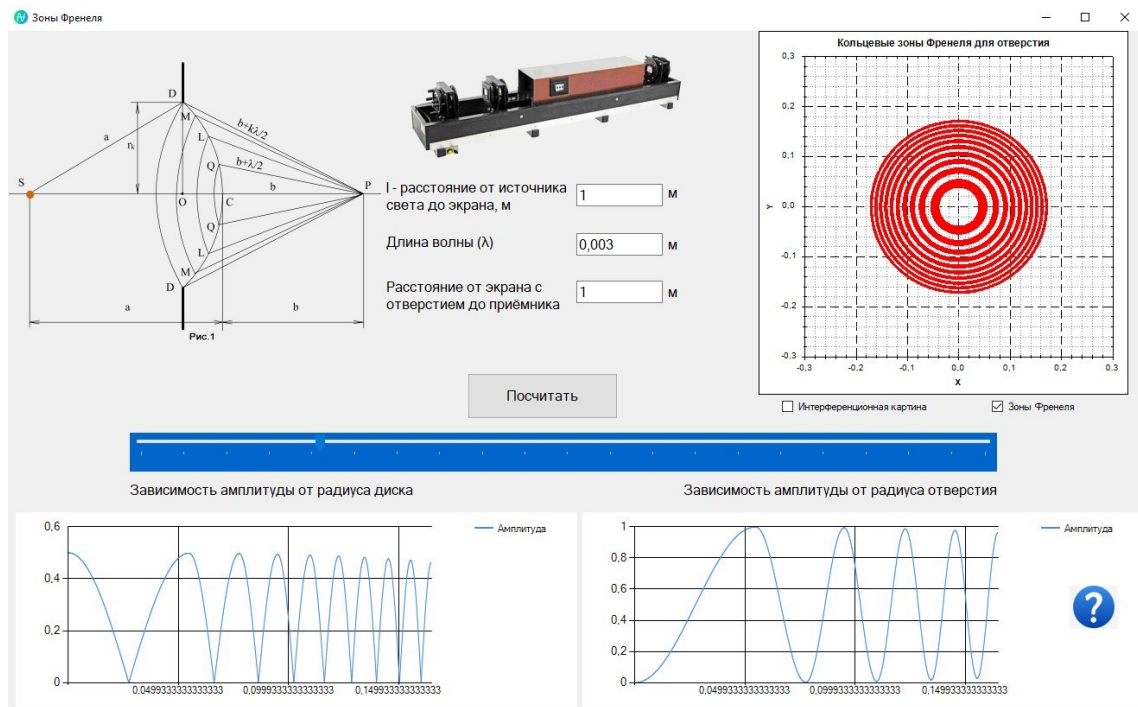 Зоны Френеля
D
M
L
Q
a
rk
b+kλ/2
b+λ/2
b
S
O
C
P
Q
L
M
D
a
b
Рис.1
l - расстояние от источника
света до экрана, м
1
м
Длина волны (λ)
0,003
м
Расстояние от экрана с
отверстием до приёмника
1
м
Посчитать
Кольцевые зоны Френеля для отверстия
0,3
0,2
0,1
0,0
-0,1
-0,2
-0,3
Y
-0,3 -0,2 -0,1 0,0 0,1 0,2 0,3
X
Интерференционная картина
Зоны Френеля
Зависимость амплитуды от радиуса диска
Зависимость амплитуды от радиуса отверстия
0,6
0,4
0,2
0
0,0499333333333333 0,0999333333333333 0,149933333333333
Амплитуда
1
0,8
0,6
0,4
0,2
0
0,0499333333333333 0,0999333333333333 0,149933333333333
Амплитуда
?